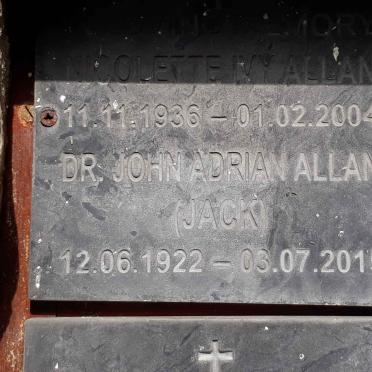 NICOLETTE IVY ALLAN
11.11.1936 – 01.02.2004
DR. JOHN ADRIAN ALLAN
(JACK)
12.06.1922 – 03.07.2015